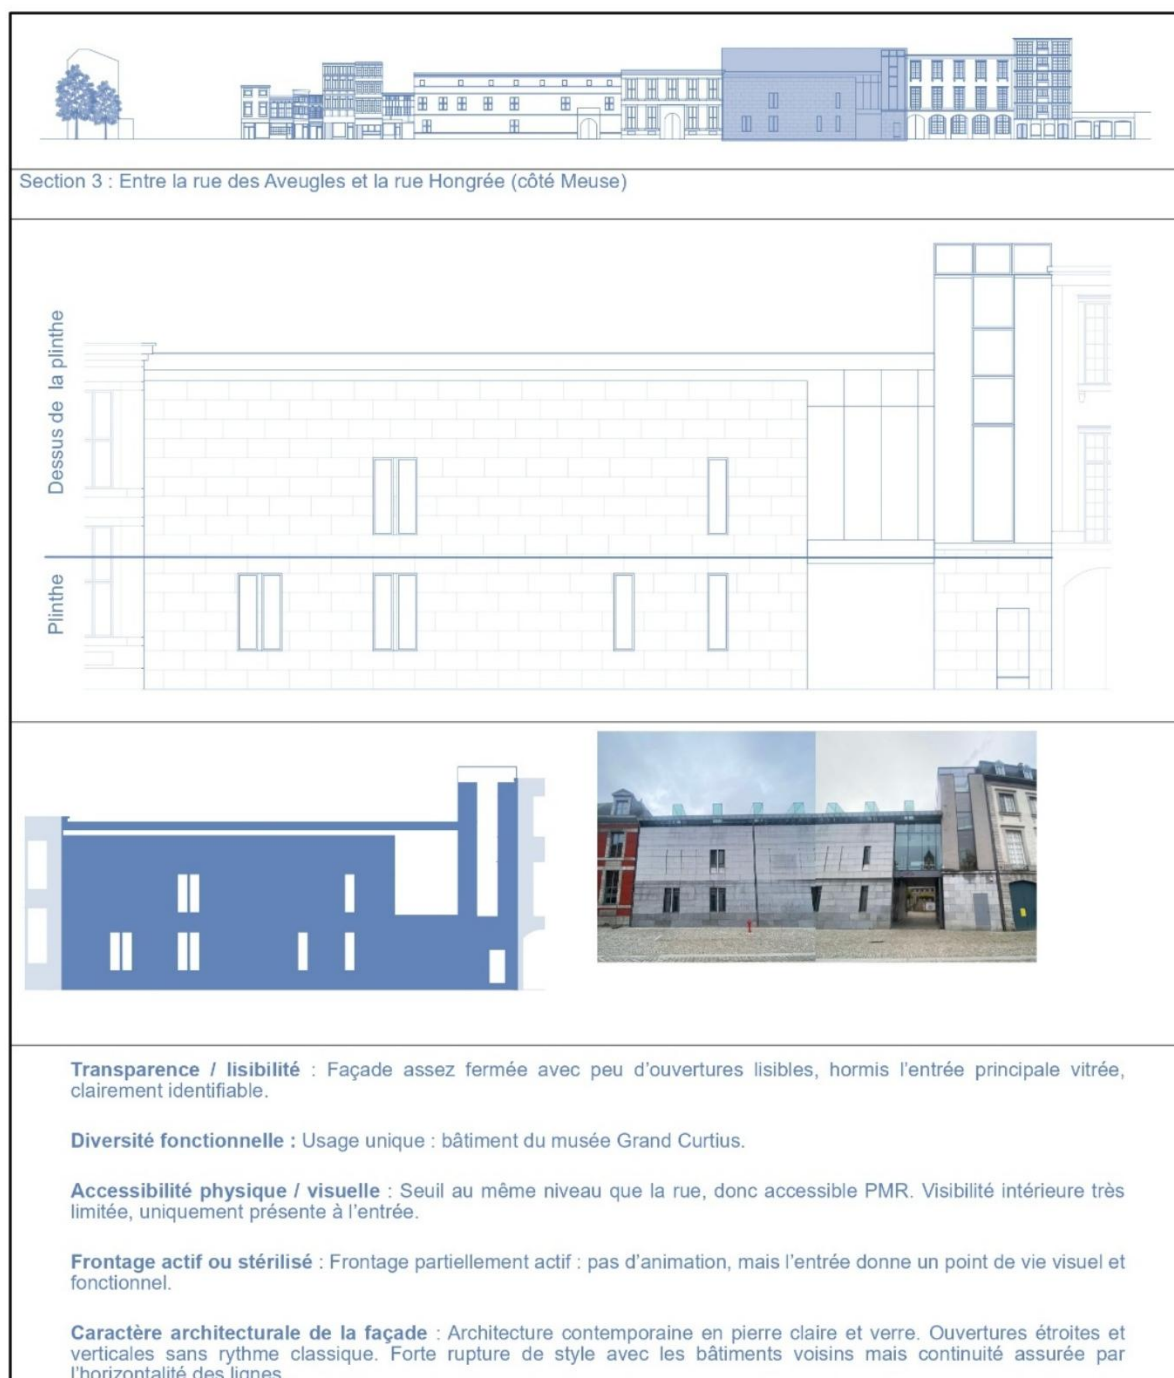 Section 3 : Entre la rue des Aveugles et la rue Hongrée (côté Meuse)
Dessus de la plinthe
Plinthe
Transparence / lisibilité : Façade assez fermée avec peu d'ouvertures lisibles, hormis l'entrée principale vitrée,
clairement identifiable.
Diversité fonctionnelle : Usage unique : bâtiment du musée Grand Curtius.
Accessibilité physique / visuelle : Seuil au même niveau que la rue, donc accessible PMR. Visibilité intérieure très
limitée, uniquement présente à l'entrée.
Frontage actif ou stérilisé : Frontage partiellement actif : pas d'animation, mais l'entrée donne un point de vie visuel et
fonctionnel.
Caractère architecturale de la façade : Architecture contemporaine en pierre claire et verre. Ouvertures étroites et
verticales sans rythme classique. Forte rupture de style avec les bâtiments voisins mais continuité assurée par
l'horizontalité des lignes.